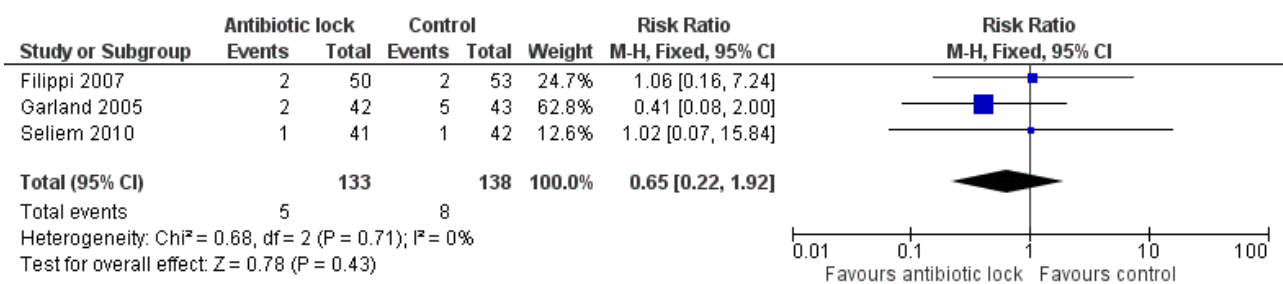 Antibiotic lock Control Risk Ratio Risk Ratio
Study or Subgroup Events Total Events Total Weight M-H, Fixed, 95% CI M-H, Fixed, 95% CI
Filippi 2007 2 50 2 53 24.7% 1.06 [0.16, 7.24]
Garland 2005 2 42 5 43 62.8% 0.41 [0.08, 2.00]
Seliem 2010 1 41 1 42 12.6% 1.02 [0.07, 15.84]
Total (95% CI) 133 138 100.0% 0.65 [0.22, 1.92]
Total events 5 8
Heterogeneity: Chi² = 0.68, df = 2 (P = 0.71); I² = 0%
Test for overall effect: Z = 0.78 (P = 0.43)
0.01 0.1 1 10 100
Favours antibiotic lock Favours control